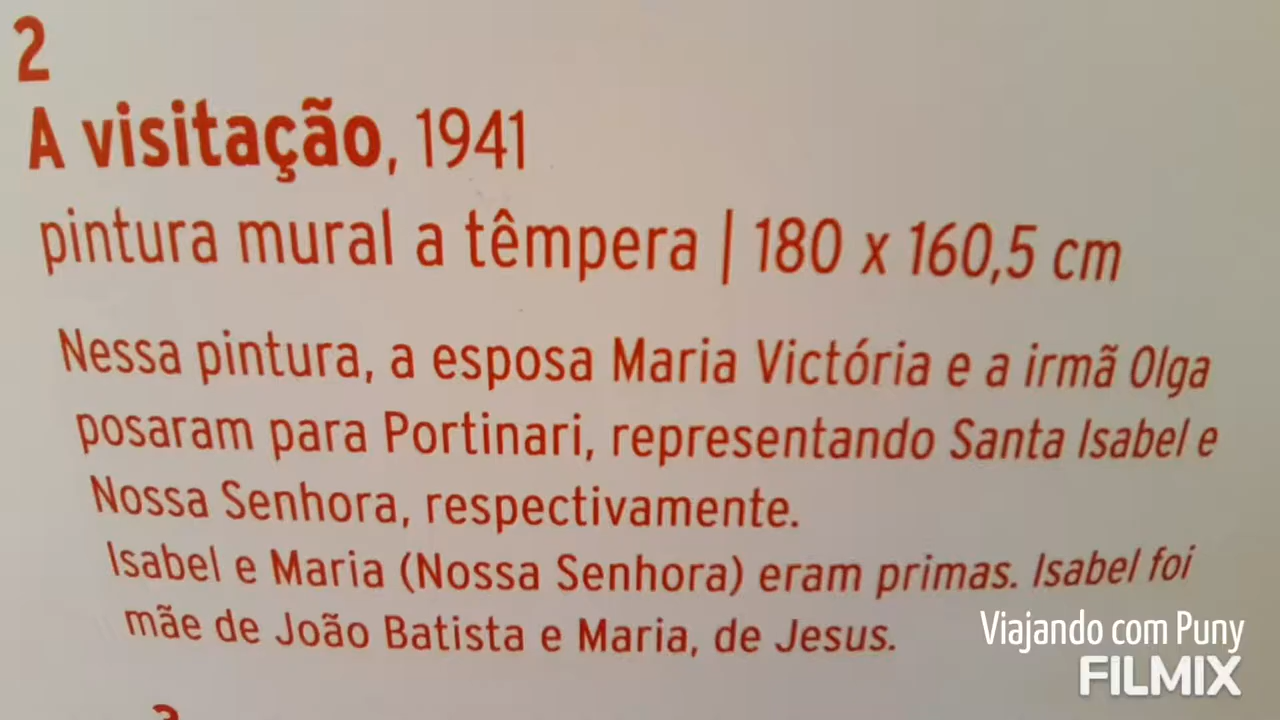 2
A visitação, 1941
pintura mural a têmpera | 180 x 160,5 cm
Nessa pintura, a esposa Maria Victória e a irmã Olga
posaram para Portinari, representando Santa Isabel e
Nossa Senhora, respectivamente.
Isabel e Maria (Nossa Senhora) eram primas. Isabel foi
mãe de João Batista e Maria, de Jesus.
Viajando com Puny
FILMIX